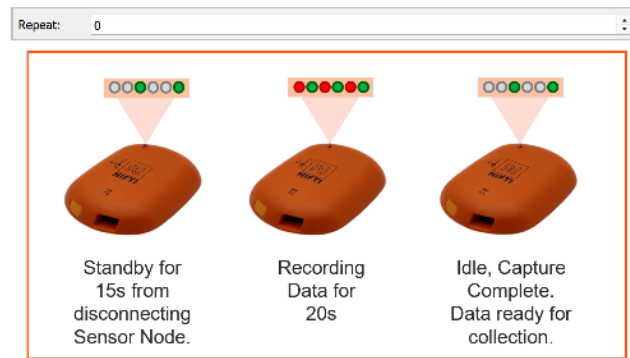 Repeat:
0
Standby for
15s from
disconnecting
Sensor Node.
Recording
Data for
20s
Idle, Capture
Complete.
Data ready for
collection.